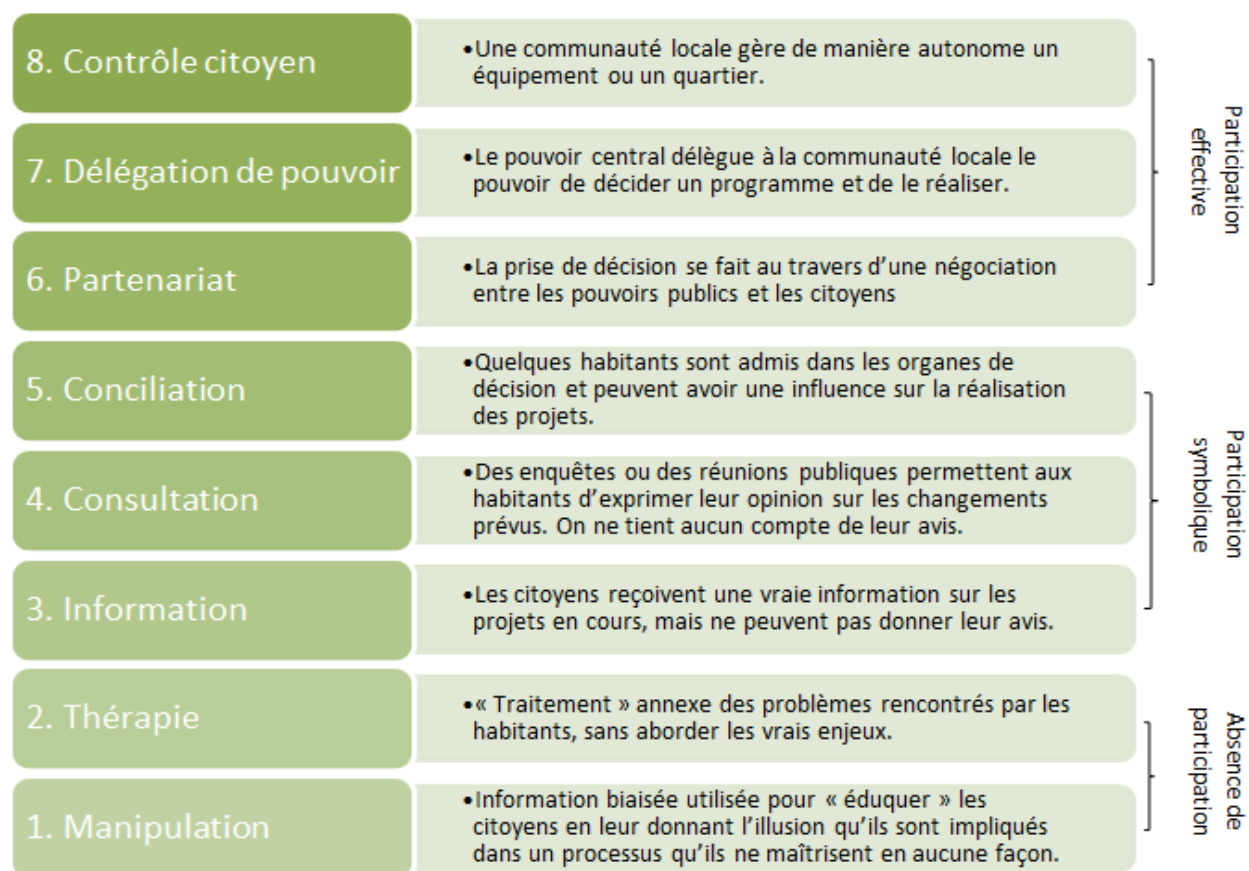 8. Contrôle citoyen
•Une communauté locale gère de manière autonome un
équipement ou un quartier.
7. Délégation de pouvoir
•Le pouvoir central délègue à la communauté locale le
pouvoir de décider un programme et de le réaliser.
6. Partenariat
•La prise de décision se fait au travers d’une négociation
entre les pouvoirs publics et les citoyens
Participation
effective
5. Conciliation
•Quelques habitants sont admis dans les organes de
décision et peuvent avoir une influence sur la réalisation
des projets.
4. Consultation
•Des enquêtes ou des réunions publiques permettent aux
habitants d’exprimer leur opinion sur les changements
prévus. On ne tient aucun compte de leur avis.
3. Information
•Les citoyens reçoivent une vraie information sur les
projets en cours, mais ne peuvent pas donner leur avis.
Participation
symbolique
2. Thérapie
•« Traitement » annexe des problèmes rencontrés par les
habitants, sans aborder les vrais enjeux.
1. Manipulation
•Information biaisée utilisée pour « éduquer » les
citoyens en leur donnant l’illusion qu’ils sont impliqués
dans un processus qu’ils ne maîtrisent en aucune façon.
Absence de
participation